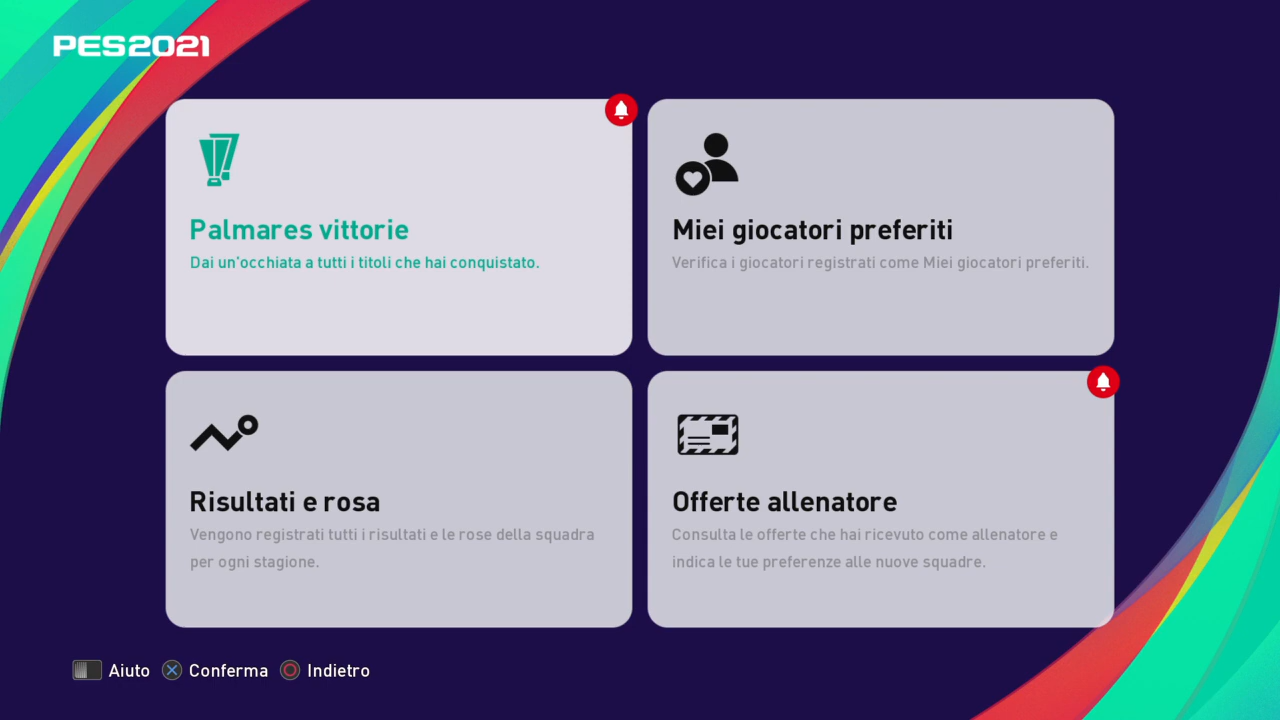 PES2021
Palmares vittorie
Dai un'occhiata a tutti i titoli che hai conquistato.
Miei giocatori preferiti
Verifica i giocatori registrati come Miei giocatori preferiti.
Risultati e rosa
Vengono registrati tutti i risultati e le rose della squadra
per ogni stagione.
Offerte allenatore
Consulta le offerte che hai ricevuto come allenatore e
indica le tue preferenze alle nuove squadre.
Aiuto Conferma Indietro